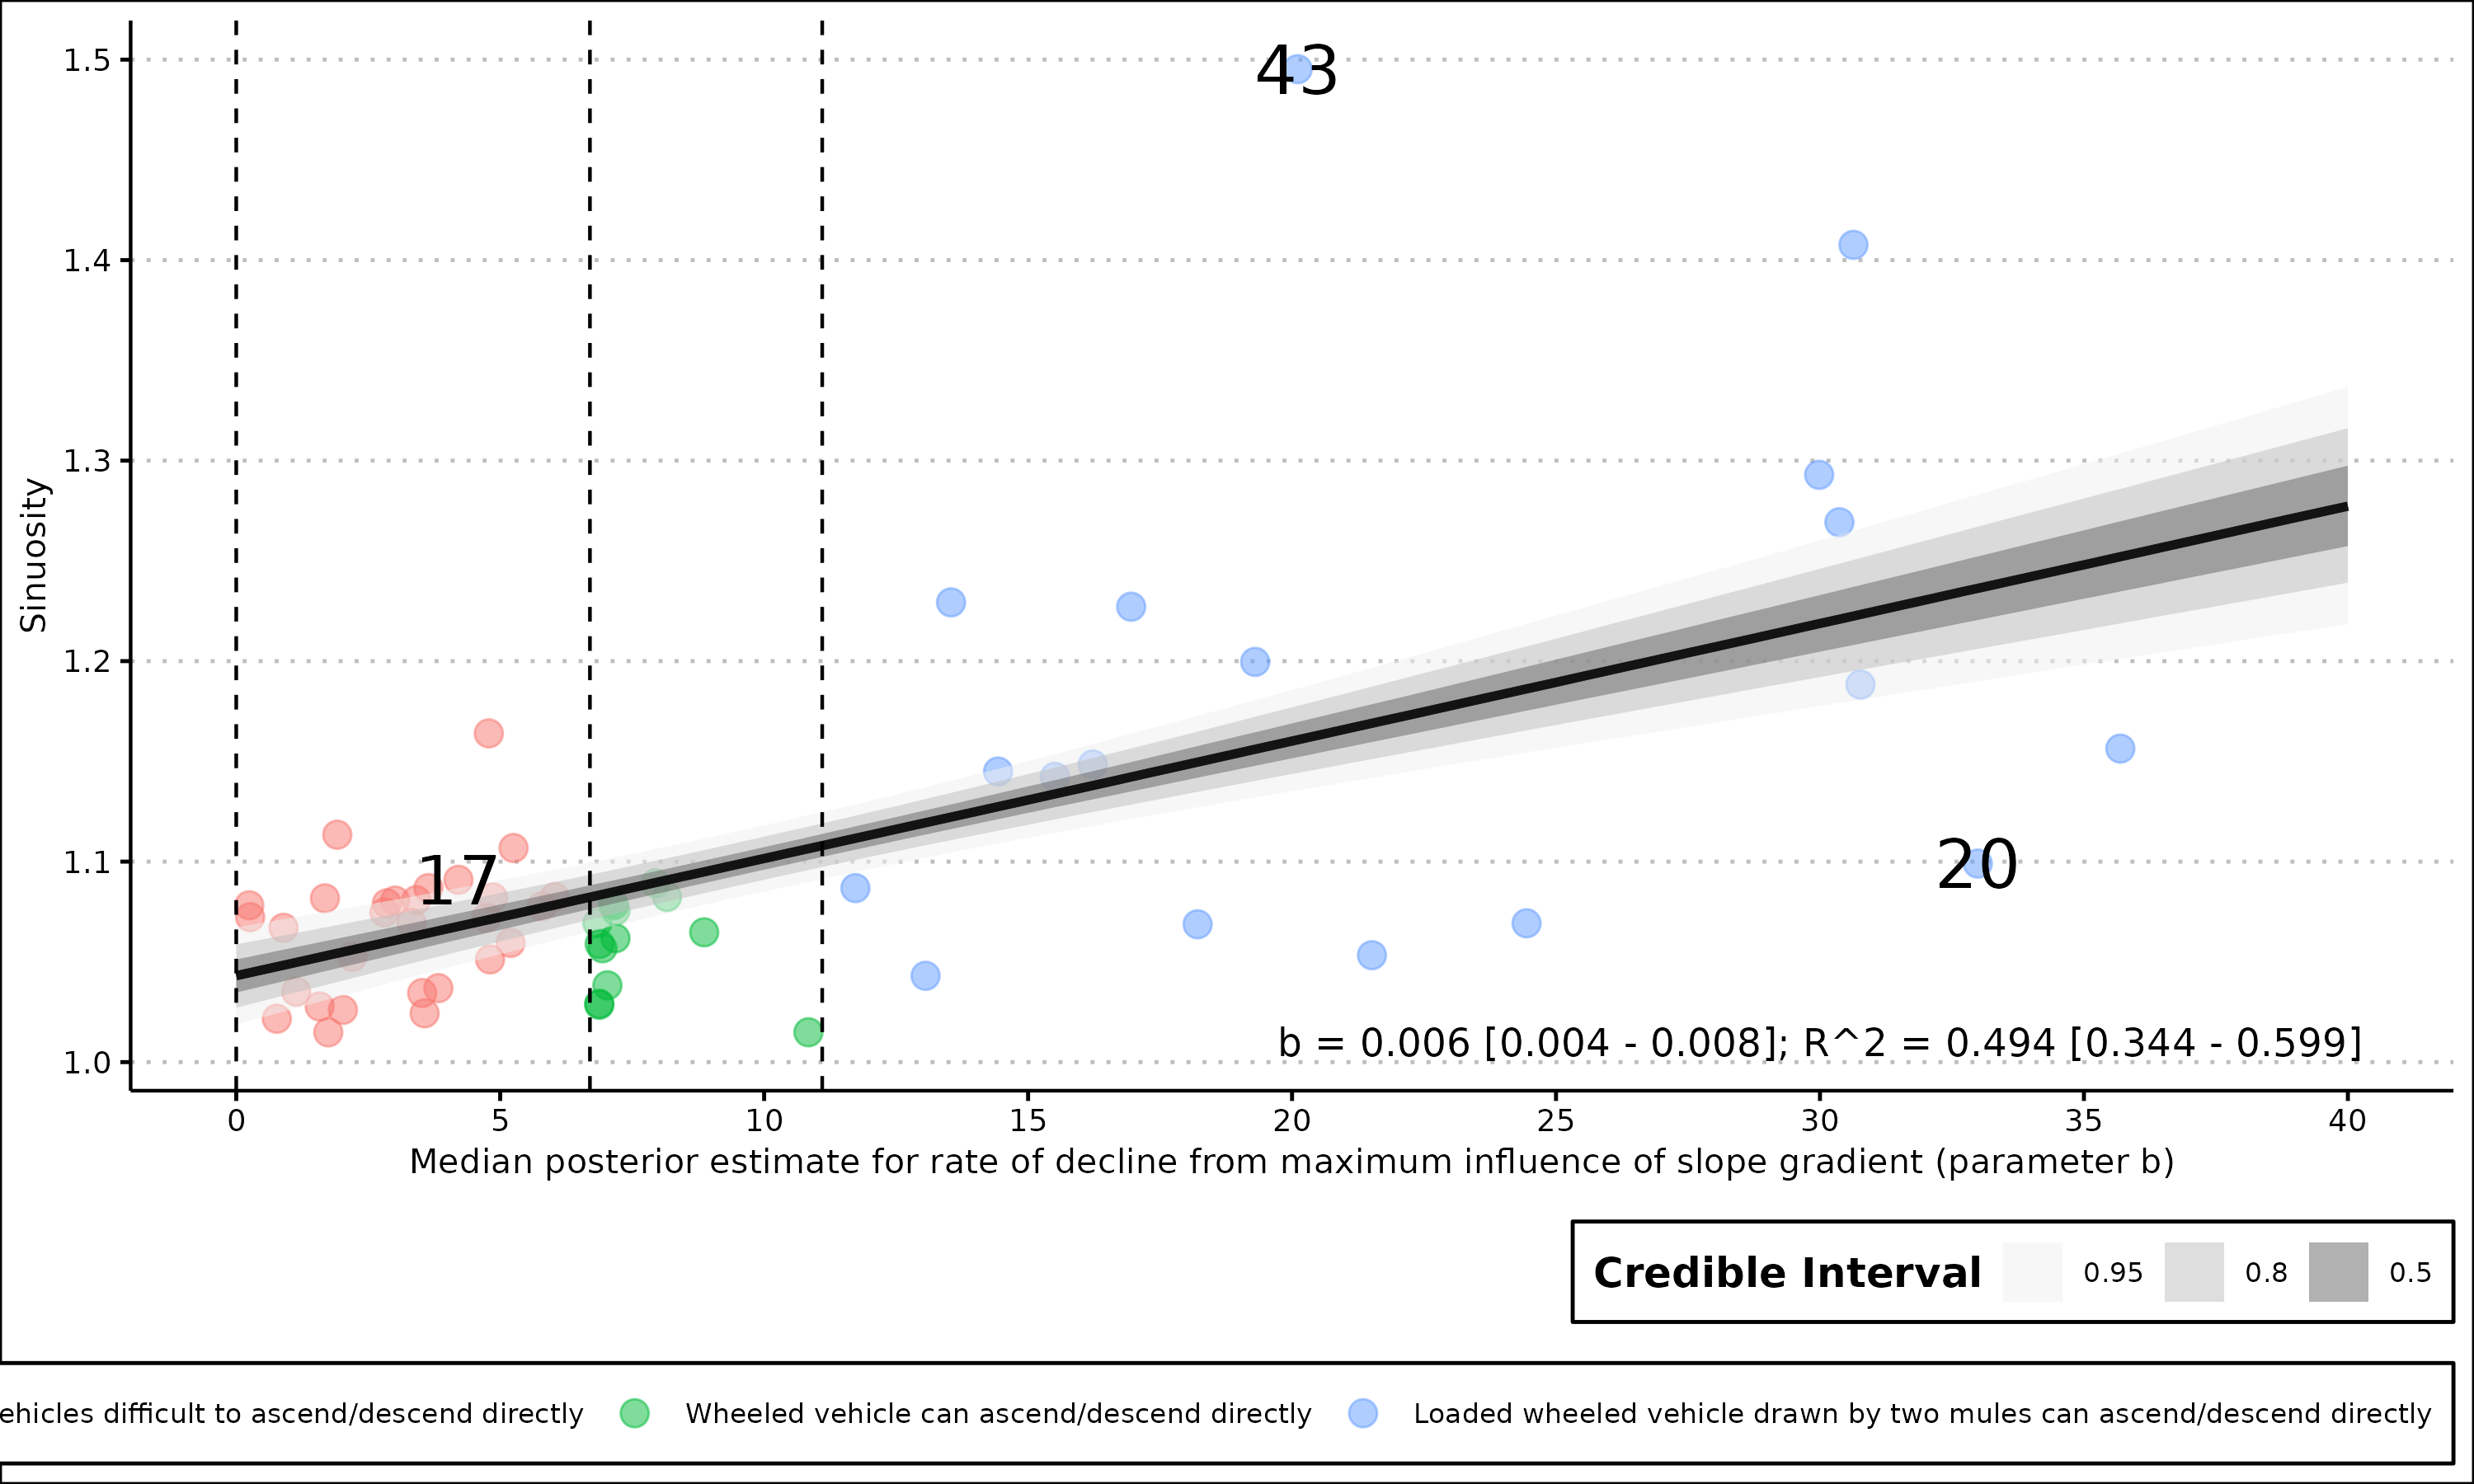 43
1.5
1.4
1.3
1.2
1.1
1.0
Sinuosity
17
20
b = 0.006 [0.004 - 0.008]; R^2 = 0.494 [0.344 - 0.599]
0 5 10 15 20 25 30 35 40
Median posterior estimate for rate of decline from maximum influence of slope gradient (parameter b)
Credible Interval 0.95 0.8 0.5
ehicles difficult to ascend/descend directly Wheeled vehicle can ascend/descend directly Loaded wheeled vehicle drawn by two mules can ascend/descend directly